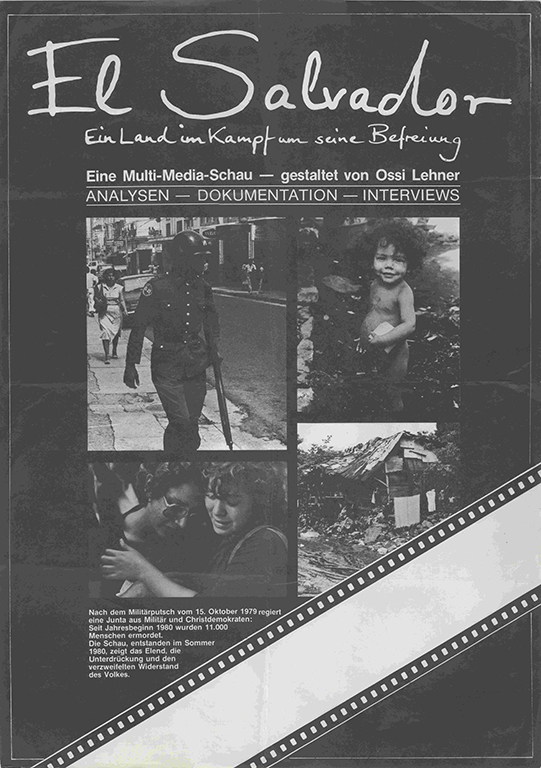 El Salvador
Ein Land im Kampf um seine Befreiung
Eine Multi-Media-Schau — gestaltet von Ossi Lehner
ANALYSEN — DOKUMENTATION — INTERVIEWS
Nach dem Militärputsch vom 15. Oktober 1979 regiert
eine Junta aus Militär und Christdemokraten:
Seit Jahresbeginn 1980 wurden 11.000
Menschen ermordet.
Die Schau, entstanden im Sommer
1980, zeigt das Elend, die
Unterdrückung und den
verzweifelten Widerstand
des Volkes.